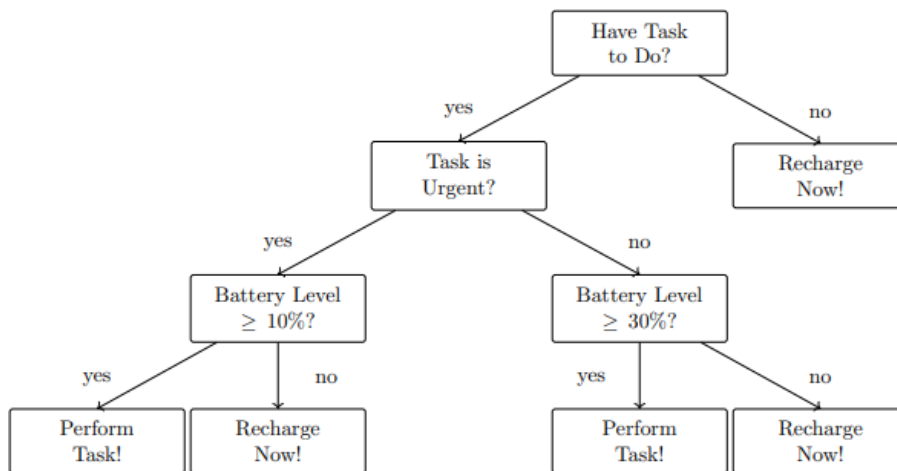 Have Task
to Do?
yes
no
Task is
Urgent?
Recharge
Now!
yes
no
Battery Level
≥ 10%?
Battery Level
≥ 30%?
yes
no
yes
no
Perform
Task!
Recharge
Now!
Perform
Task!
Recharge
Now!